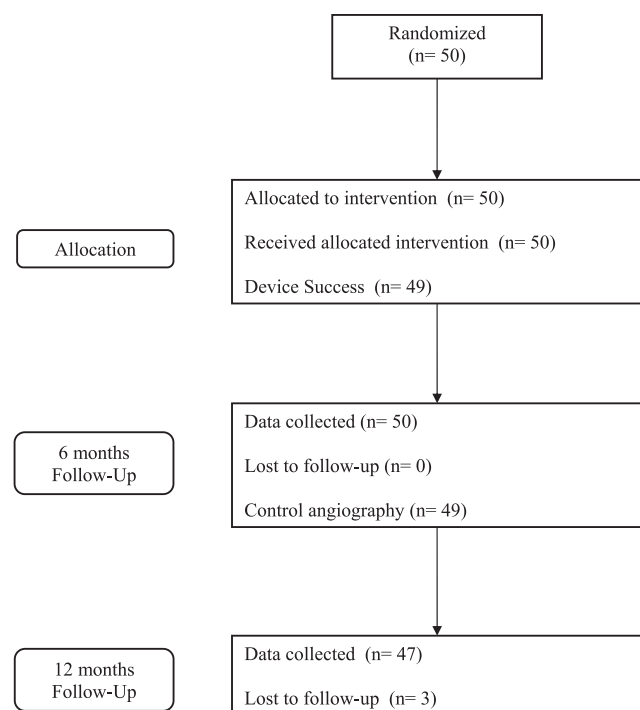 Randomized
(n= 50)
Allocation
Allocated to intervention (n= 50)
Received allocated intervention (n= 50)
Device Success (n= 49)
6 months
Follow-Up
Data collected (n= 50)
Lost to follow-up (n= 0)
Control angiography (n= 49)
12 months
Follow-Up
Data collected (n= 47)
Lost to follow-up (n= 3)